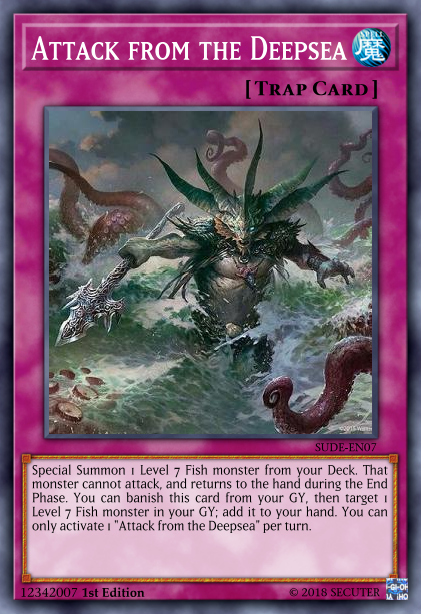 ATTACK FROM THE DEEPSEA 魔
[TRAP CARD]
SUDE-EN07
Special Summon 1 Level 7 Fish monster from your Deck. That
monster cannot attack, and returns to the hand during the End
Phase. You can banish this card from your GY, then target 1
Level 7 Fish monster in your GY; add it to your hand. You can
only activate 1 "Attack from the Deepsea" per turn.
12342007 1st Edition
© 2018 SECUTER